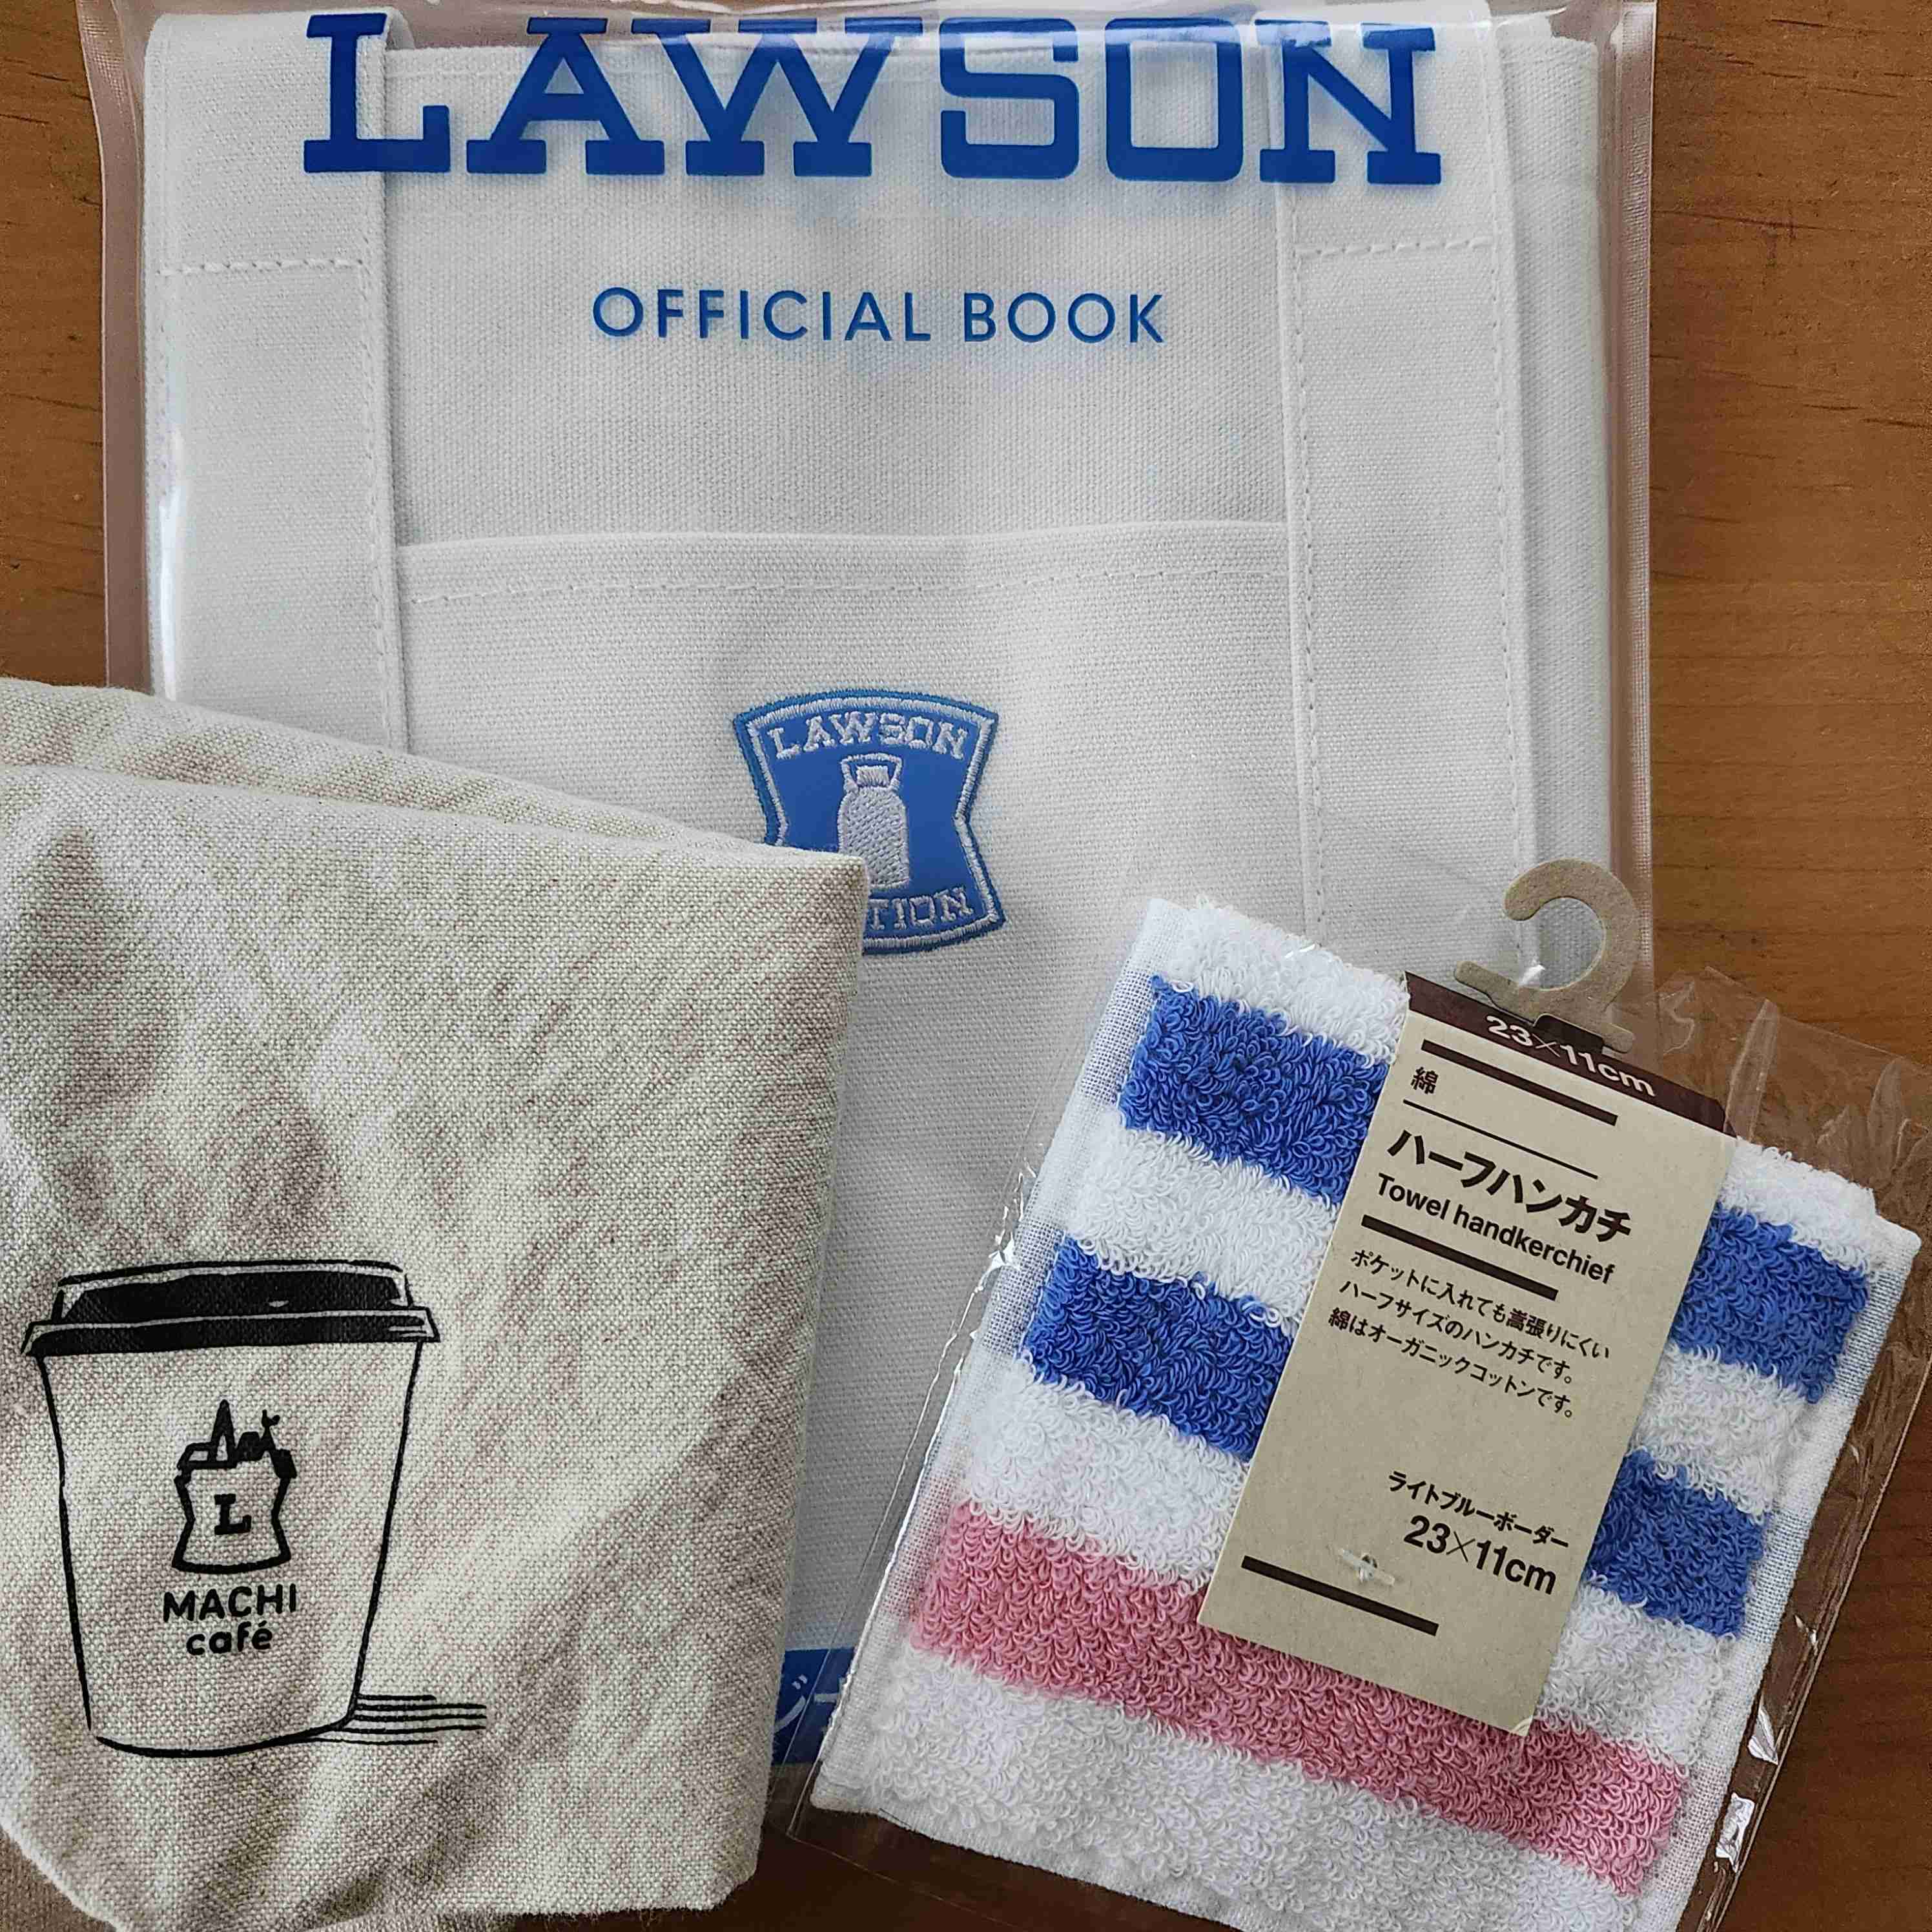 LAWSON
OFFICIAL BOOK
LAWSON
TION
L
MACHI
café
23×11cm
綿
ハーフハンカチ
Towel handkerchief
ポケットに入れても嵩張りにくい
ハーフサイズのハンカチです。
綿はオーガニックコットンです。
ライトブルーボーダー
23×11cm